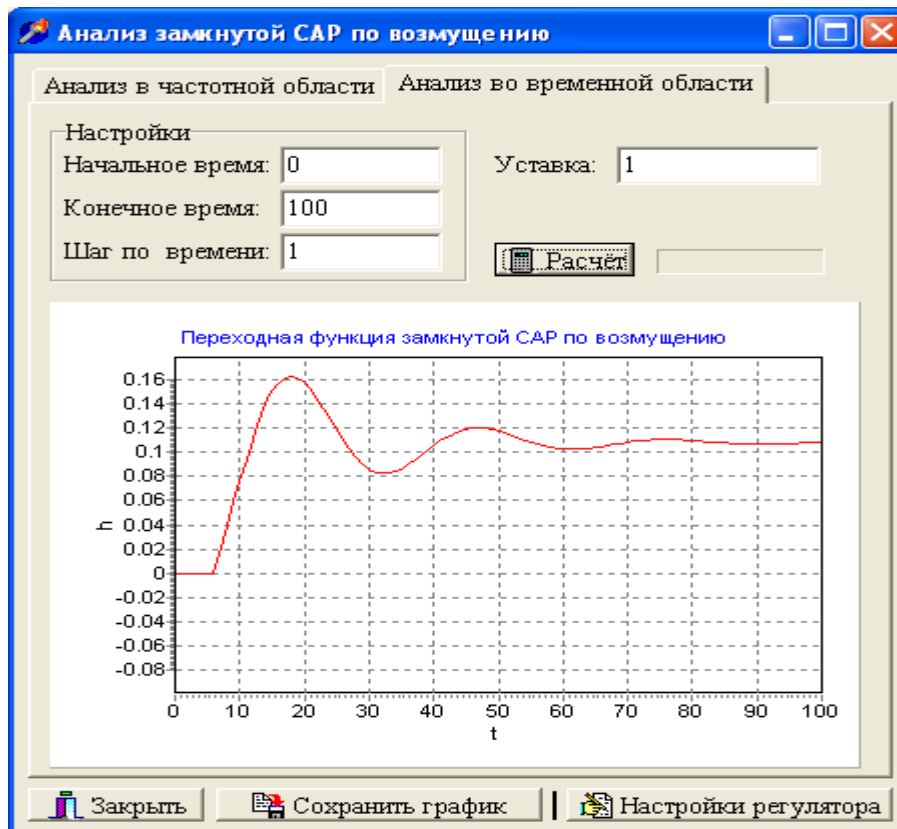 Анализ замкнутой САР по возмущению
Анализ в частотной области
Анализ во временной области
Настройки
Начальное время: 0
Уставка: 1
Конечное время: 100
Шаг по времени: 1
Расчёт
Переходная функция замкнутой САР по возмущению
0.16
0.14
0.12
0.1
0.08
0.06
h 0.04
0.02
0
-0.02
-0.04
-0.06
-0.08
0 10 20 30 40 50 60 70 80 90 100
t
Закрыть
Сохранить график
Настройки регулятора